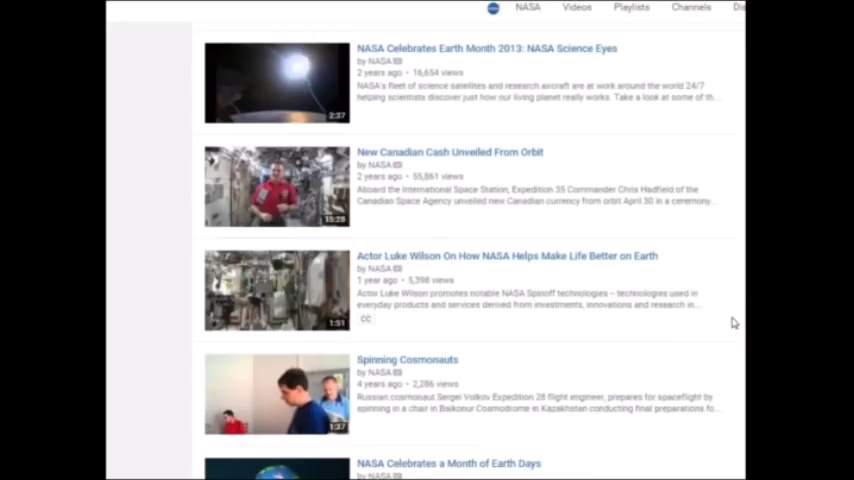 NASA Videos Playlists Channels
NASA Celebrates Earth Month 2013: NASA Science Eyes
by NASA
2 years ago • 16,654 views
NASA's fleet of science satellites and research aircraft are at work around the world 24/7
helping scientists discover just how our living planet really works. Take a look at some of th...
2:37
New Canadian Cash Unveiled From Orbit
by NASA
2 years ago • 55,861 views
Aboard the International Space Station, Expedition 35 Commander Chris Hadfield of the
Canadian Space Agency unveiled new Canadian currency from orbit April 30 in a ceremony...
15:28
Actor Luke Wilson On How NASA Helps Make Life Better on Earth
by NASA
1 year ago • 5,398 views
Actor Luke Wilson promotes notable NASA Spinoff technologies – technologies used in
everyday products and services derived from investments, innovations and research in...
CC
1:51
Spinning Cosmonauts
by NASA
4 years ago • 2,286 views
Russian cosmonaut Sergei Volkov Expedition 28 flight engineer, prepares for spaceflight by
spinning in a chair in Baikonur Cosmodrome in Kazakhstan conducting final preparations fo...
1:37
NASA Celebrates a Month of Earth Days
by NASA